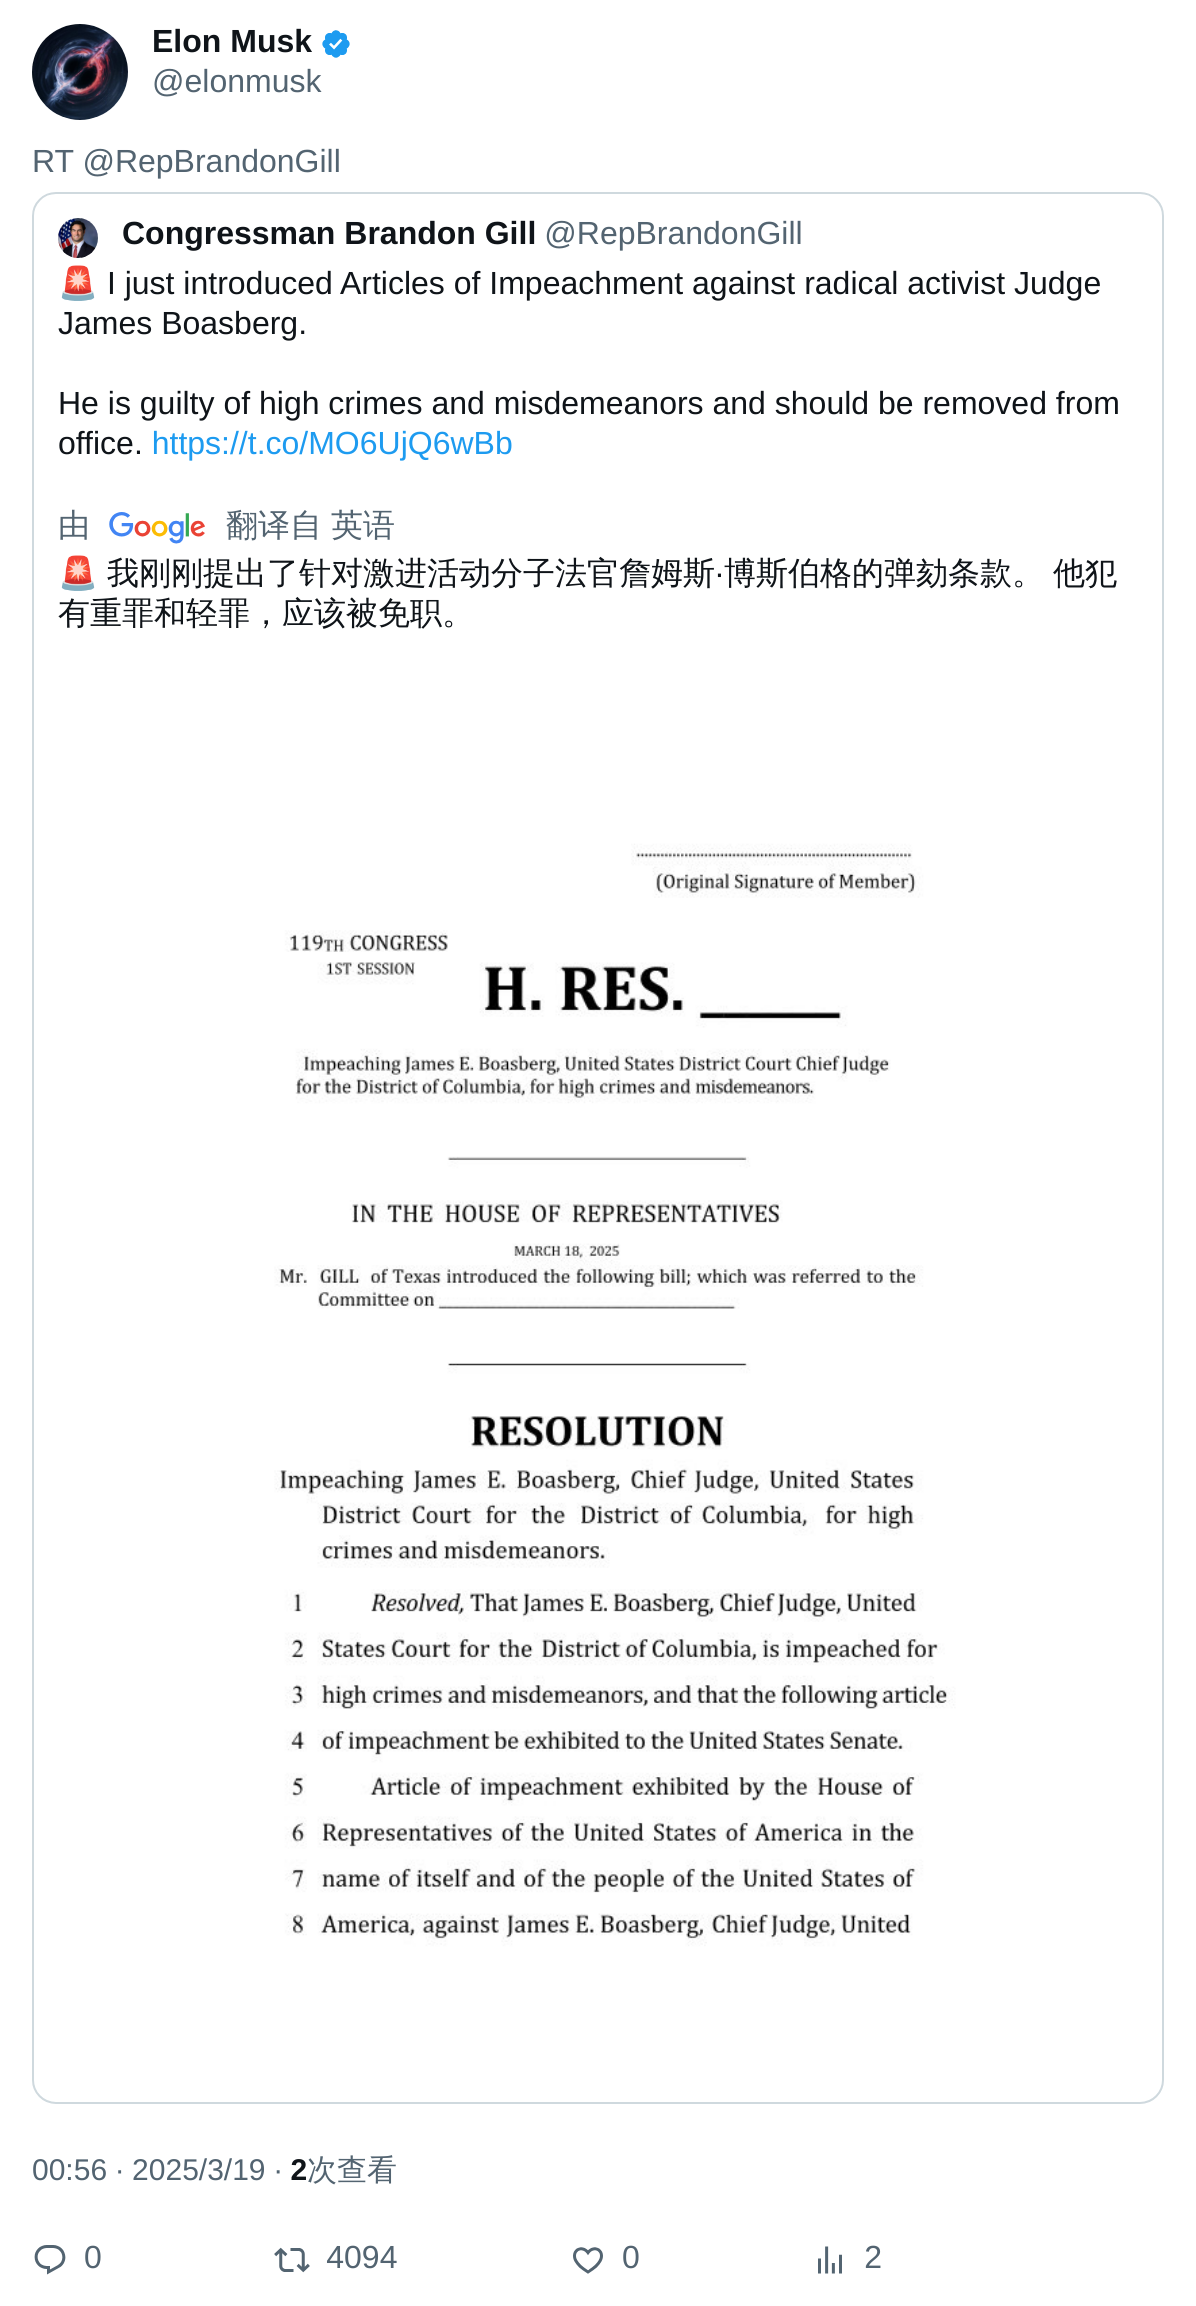 Elon Musk
@elonmusk
RT @RepBrandonGill
Congressman Brandon Gill @RepBrandonGill
🚨 I just introduced Articles of Impeachment against radical activist Judge
James Boasberg.
He is guilty of high crimes and misdemeanors and should be removed from
office. https://t.co/MO6UjQ6wBb
由 Google 翻译自 英语
🚨 我刚刚提出了针对激进活动分子法官詹姆斯·博斯伯格的弹劾条款。 他犯
有重罪和轻罪，应该被免职。
(Original Signature of Member)
119TH CONGRESS
1ST SESSION
H. RES. _____
Impeaching James E. Boasberg, United States District Court Chief Judge
for the District of Columbia, for high crimes and misdemeanors.
IN THE HOUSE OF REPRESENTATIVES
MARCH 18, 2025
Mr. GILL of Texas introduced the following bill; which was referred to the
Committee on ______________________________
RESOLUTION
Impeaching James E. Boasberg, Chief Judge, United States
District Court for the District of Columbia, for high
crimes and misdemeanors.
1 Resolved, That James E. Boasberg, Chief Judge, United
2 States Court for the District of Columbia, is impeached for
3 high crimes and misdemeanors, and that the following article
4 of impeachment be exhibited to the United States Senate.
5 Article of impeachment exhibited by the House of
6 Representatives of the United States of America in the
7 name of itself and of the people of the United States of
8 America, against James E. Boasberg, Chief Judge, United
00:56 · 2025/3/19 · 2次查看
0 4094 0 2